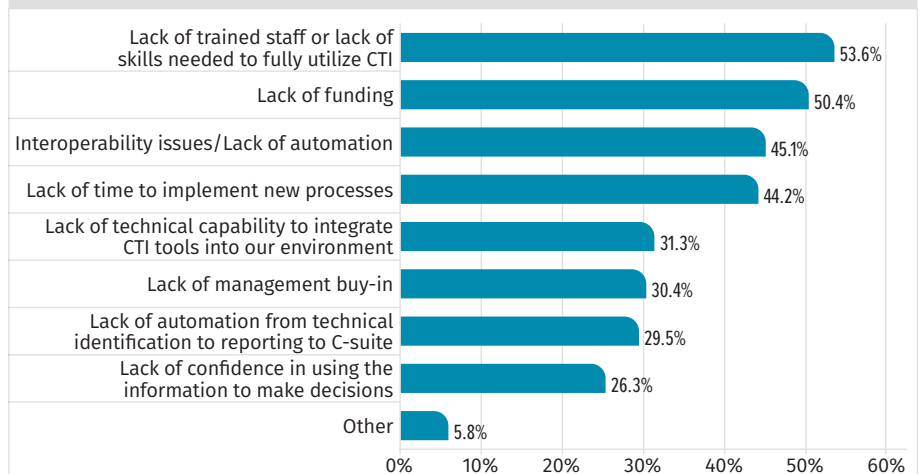 Lack of trained staff or lack of
skills needed to fully utilize CTI
53.6%
Lack of funding
50.4%
Interoperability issues/Lack of automation
45.1%
Lack of time to implement new processes
44.2%
Lack of technical capability to integrate
CTI tools into our environment
31.3%
Lack of management buy-in
30.4%
Lack of automation from technical
identification to reporting to C-suite
29.5%
Lack of confidence in using the
information to make decisions
26.3%
Other
5.8%
0% 10% 20% 30% 40% 50% 60%